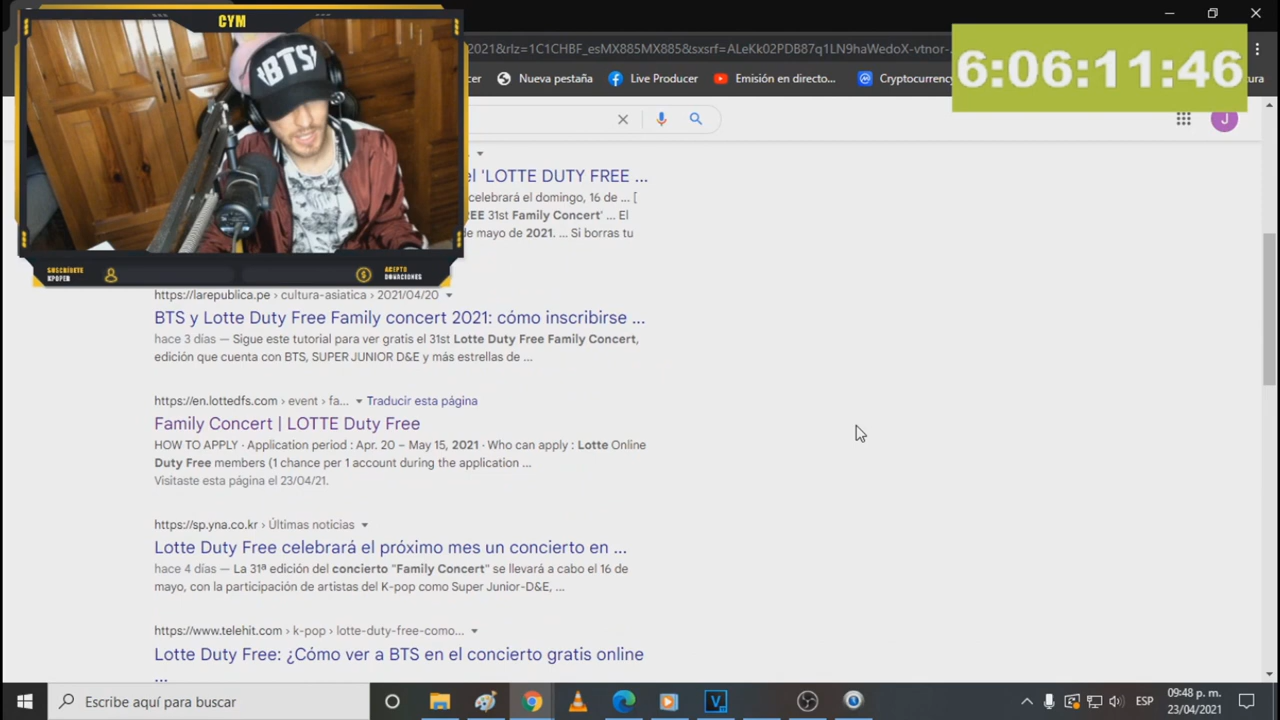 CYM
BTS
SUSCRÍBETE
KPOPEN
ACEPTO
DONACIONES
2021&rlz=1C1CHBF_esMX885MX885&sxsrf=ALeKk02PDB87q1LN9haWedoX-vtnor-
cer Nueva pestaña Live Producer Emisión en directo... Cryptocurrency
6:06:11:46
J
el 'LOTTE DUTY FREE ...
celebrará el domingo, 16 de ... [
EE 31st Family Concert' ... El
de mayo de 2021. ... Si borras tu
https://larepublica.pe › cultura-asiatica › 2021/04/20
BTS y Lotte Duty Free Family concert 2021: cómo inscribirse ...
hace 3 días — Sigue este tutorial para ver gratis el 31st Lotte Duty Free Family Concert,
edición que cuenta con BTS, SUPER JUNIOR D&E y más estrellas de ...
https://en.lottedfs.com › event › fa... Traducir esta página
Family Concert | LOTTE Duty Free
HOW TO APPLY · Application period : Apr. 20 – May 15, 2021 · Who can apply : Lotte Online
Duty Free members (1 chance per 1 account during the application ...
Visitaste esta página el 23/04/21.
https://sp.yna.co.kr › Últimas noticias
Lotte Duty Free celebrará el próximo mes un concierto en ...
hace 4 días — La 31ª edición del concierto "Family Concert" se llevará a cabo el 16 de
mayo, con la participación de artistas del K-pop como Super Junior-D&E, ...
https://www.telehit.com › k-pop › lotte-duty-free-como...
Lotte Duty Free: ¿Cómo ver a BTS en el concierto gratis online
...
Escribe aquí para buscar
ESP
09:48 p. m.
23/04/2021